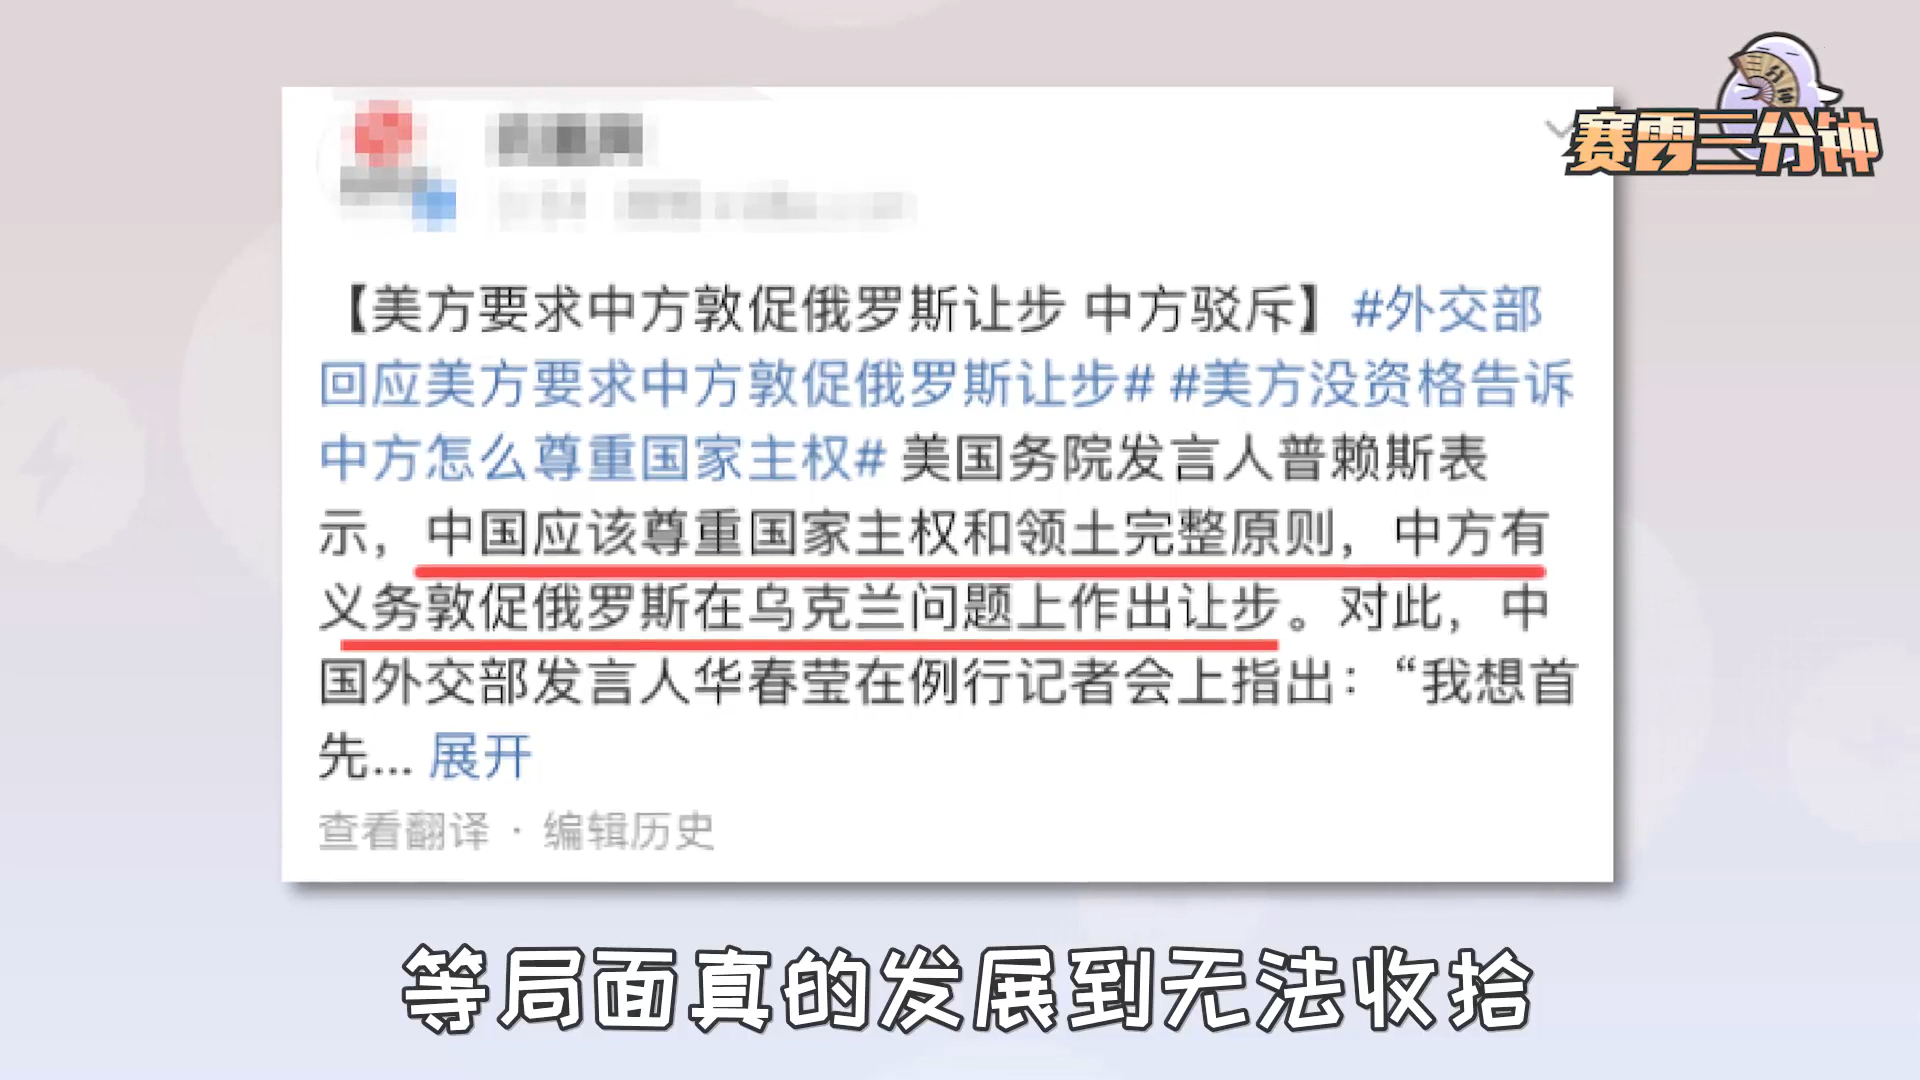 三分钟
赛雷三分钟
【美方要求中方敦促俄罗斯让步 中方驳斥】#外交部
回应美方要求中方敦促俄罗斯让步# #美方没资格告诉
中方怎么尊重国家主权# 美国务院发言人普赖斯表
示，中国应该尊重国家主权和领土完整原则，中方有
义务敦促俄罗斯在乌克兰问题上作出让步。对此，中
国外交部发言人华春莹在例行记者会上指出：“我想首
先... 展开
查看翻译 · 编辑历史
等局面真的发展到无法收拾